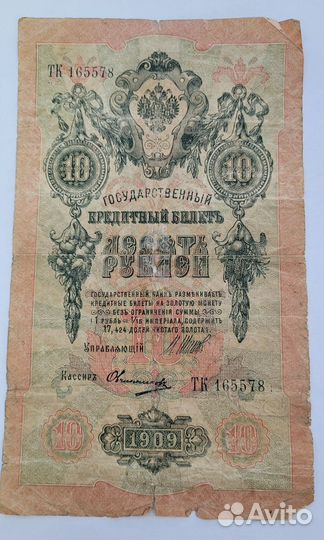 ТК 165578
10 10
ГОСУДАРСТВЕННЫЙ
КРЕДИТНЫЙ БИЛЕТЪ
ДЕСЯТЬ
РУБЛЕЙ
ГОСУДАРСТВЕННЫЙ БАНКЪ РАЗМѢНИВАЕТЪ
КРЕДИТНЫЕ БИЛЕТЫ НА ЗОЛОТУЮ МОНЕТУ
БЕЗЪ ОГРАНИЧЕНІЯ СУММЫ
(1 РУБЛЬ = 1/15 ИМПЕРІАЛА, СОДЕРЖИТЪ
17,424 ДОЛЕЙ ЧИСТАГО ЗОЛОТА).
УПРАВЛЯЮЩІЙ
Кассиръ
ТК 165578
10 1909 10
Avito